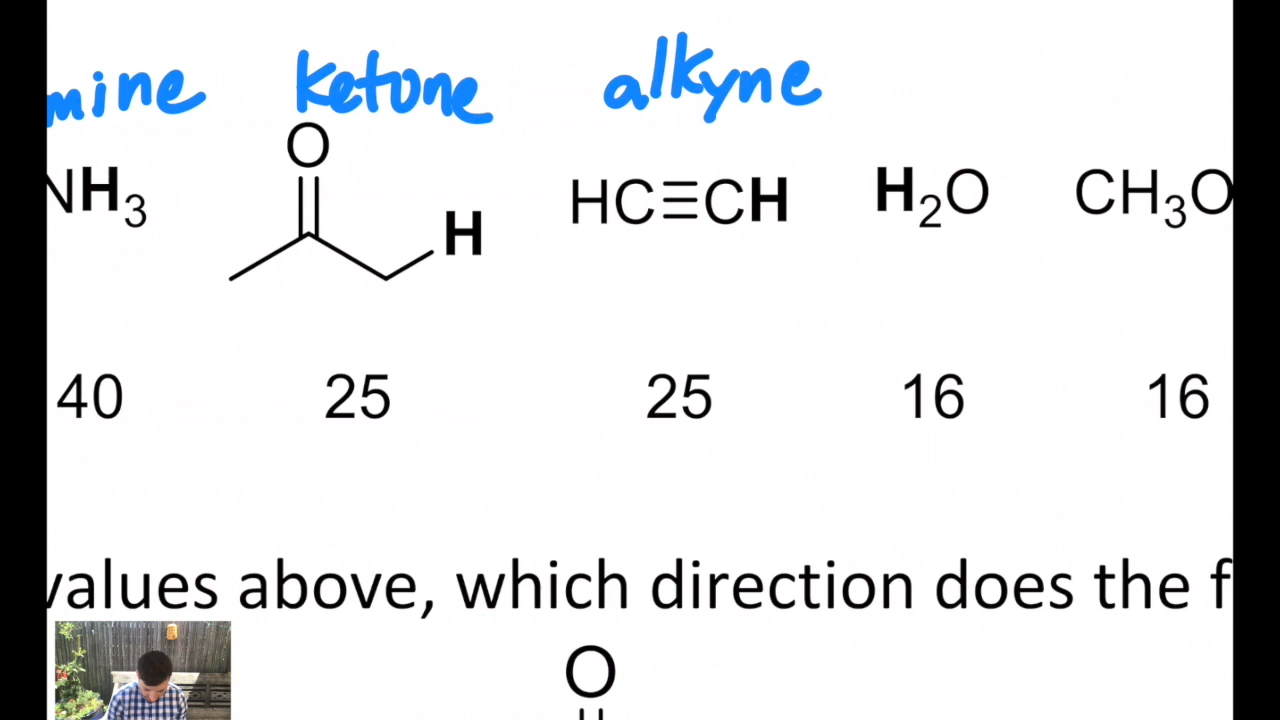 mine ketone alkyne
O
NH₃ H HC≡CH H₂O CH₃O
40 25 25 16 16
values above, which direction does the f
O